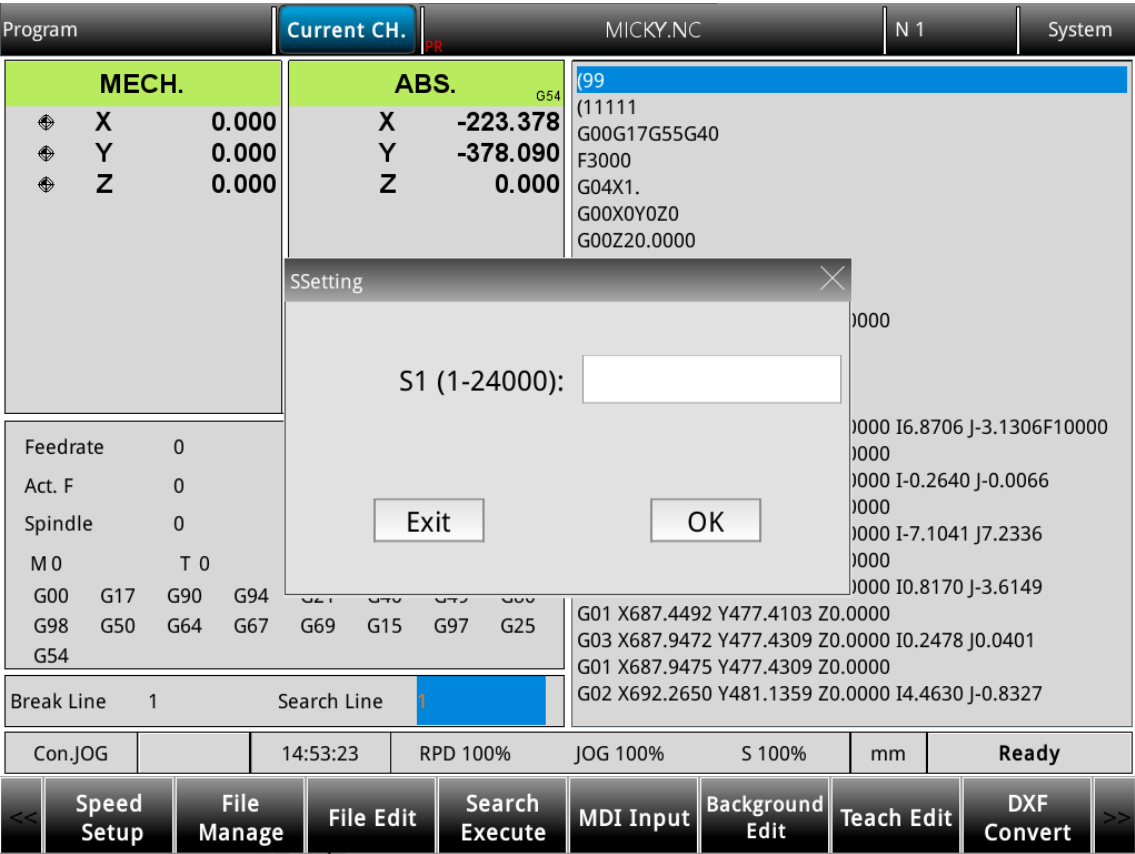 Program
Current CH.
PR
MICKY.NC
N 1
System
MECH.
X 0.000
Y 0.000
Z 0.000
ABS.
G54
X -223.378
Y -378.090
Z 0.000
(99
(11111
G00G17G55G40
F3000
G04X1.
G00X0Y0Z0
G00Z20.0000
0000
0000 I6.8706 J-3.1306F10000
0000
0000 I-0.2640 J-0.0066
0000
0000 I-7.1041 J7.2336
0000
0000 I0.8170 J-3.6149
G01 X687.4492 Y477.4103 Z0.0000
G03 X687.9472 Y477.4309 Z0.0000 I0.2478 J0.0401
G01 X687.9475 Y477.4309 Z0.0000
G02 X692.2650 Y481.1359 Z0.0000 I4.4630 J-0.8327
SSetting
S1 (1-24000):
Exit
OK
Feedrate 0
Act. F 0
Spindle 0
M 0 T 0
G00 G17 G90 G94
G98 G50 G64 G67 G69 G15 G97 G25
G54
Break Line 1 Search Line 1
Con.JOG 14:53:23 RPD 100% JOG 100% S 100% mm Ready
<<
Speed
Setup
File
Manage
File Edit
Search
Execute
MDI Input
Background
Edit
Teach Edit
DXF
Convert
>>